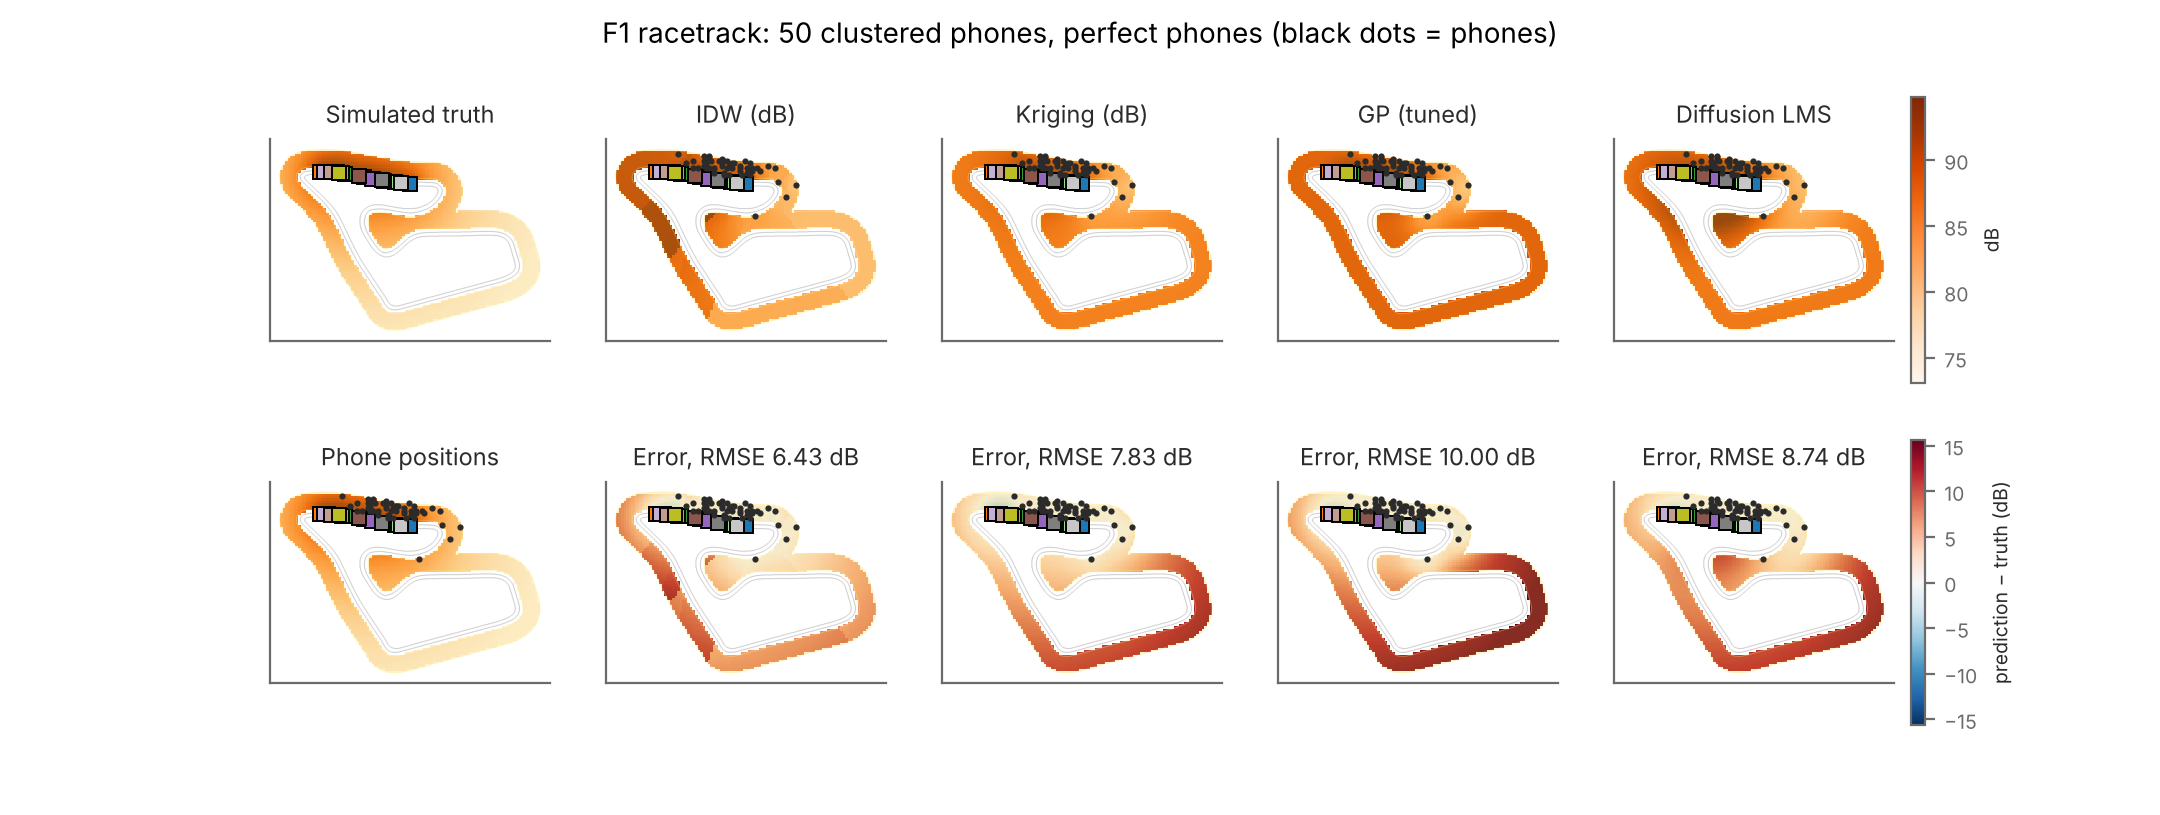 F1 racetrack: 50 clustered phones, perfect phones (black dots = phones)
Simulated truth
IDW (dB)
Kriging (dB)
GP (tuned)
Diffusion LMS
90
85
80
75
dB
Phone positions
Error, RMSE 6.43 dB
Error, RMSE 7.83 dB
Error, RMSE 10.00 dB
Error, RMSE 8.74 dB
15
10
5
0
−5
−10
−15
prediction − truth (dB)